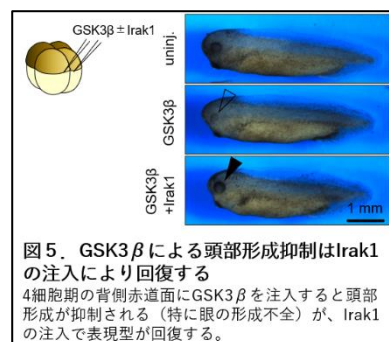 GSK3β±Irak1
uninj.
GSK3β
GSK3β
+Irak1
1 mm
図5．GSK3βによる頭部形成抑制はIrak1
の注入により回復する
4細胞期の背側赤道面にGSK3βを注入すると頭部
形成が抑制される（特に眼の形成不全）が、Irak1
の注入で表現型が回復する。